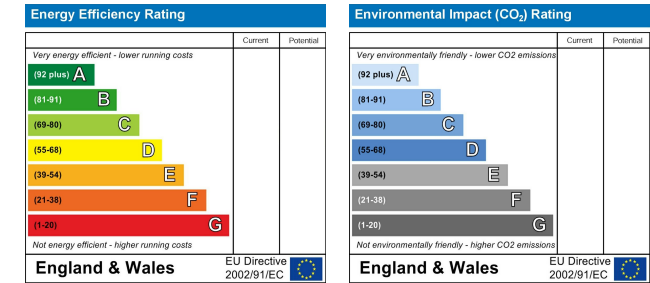 Energy Efficiency Rating
Current Potential
Very energy efficient - lower running costs
(92 plus) A
(81-91) B
(69-80) C
(55-68) D
(39-54) E
(21-38) F
(1-20) G
Not energy efficient - higher running costs
England & Wales
EU Directive
2002/91/EC
Environmental Impact (CO₂) Rating
Current Potential
Very environmentally friendly - lower CO2 emissions
(92 plus) A
(81-91) B
(69-80) C
(55-68) D
(39-54) E
(21-38) F
(1-20) G
Not environmentally friendly - higher CO2 emissions
England & Wales
EU Directive
2002/91/EC